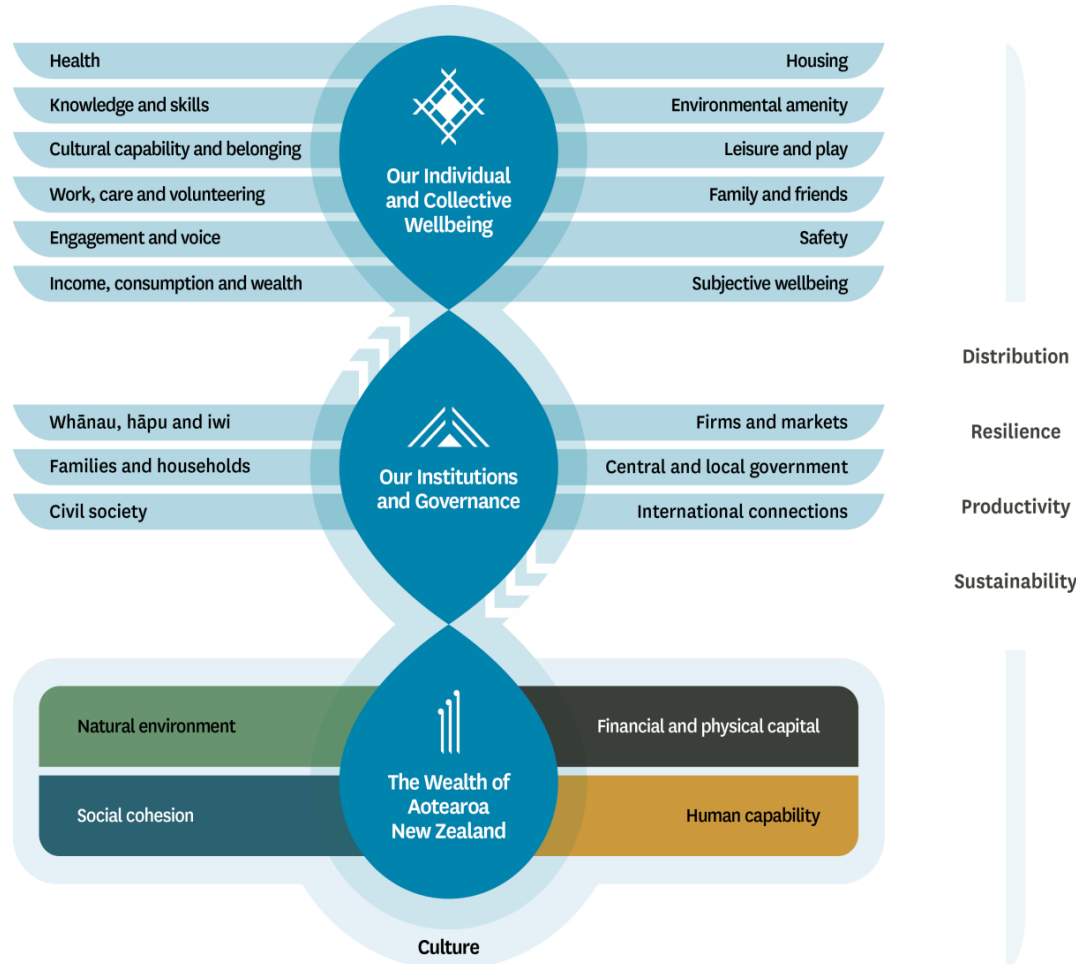 Health
Housing
Knowledge and skills
Environmental amenity
Cultural capability and belonging
Leisure and play
Work, care and volunteering
Family and friends
Engagement and voice
Safety
Income, consumption and wealth
Subjective wellbeing
Our Individual
and Collective
Wellbeing
Whānau, hāpu and iwi
Firms and markets
Families and households
Central and local government
Civil society
International connections
Our Institutions
and Governance
Natural environment
Financial and physical capital
Social cohesion
Human capability
The Wealth of
Aotearoa
New Zealand
Culture
Distribution
Resilience
Productivity
Sustainability